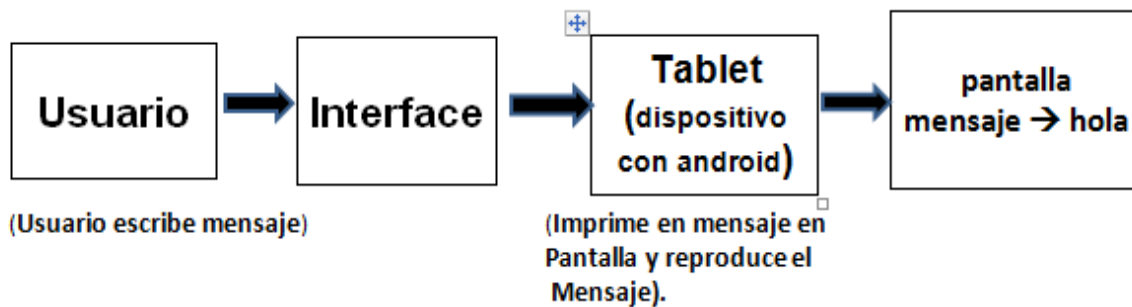 Usuario
Interface
Tablet
(dispositivo
con android)
pantalla
mensaje → hola
(Usuario escribe mensaje)
(Imprime en mensaje en
Pantalla y reproduce el
Mensaje).